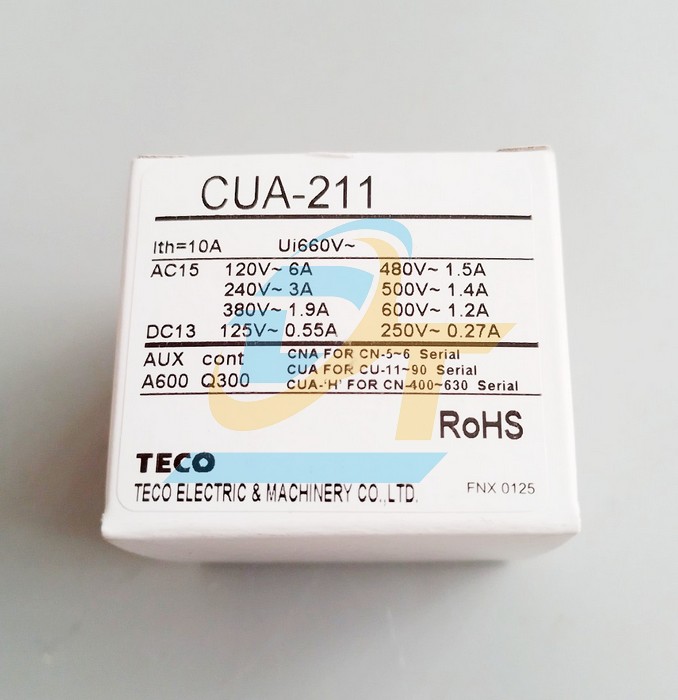 CUA-211
Ith=10A Ui660V~
AC15 120V~ 6A 480V~ 1.5A
240V~ 3A 500V~ 1.4A
380V~ 1.9A 600V~ 1.2A
DC13 125V~ 0.55A 250V~ 0.27A
AUX cont CNA FOR CN-5~6 Serial
CUA FOR CU-11~90 Serial
A600 Q300 CUA-'H' FOR CN-400~630 Serial
RoHS
TECO
TECO ELECTRIC & MACHINERY CO.,LTD. FNX 0125